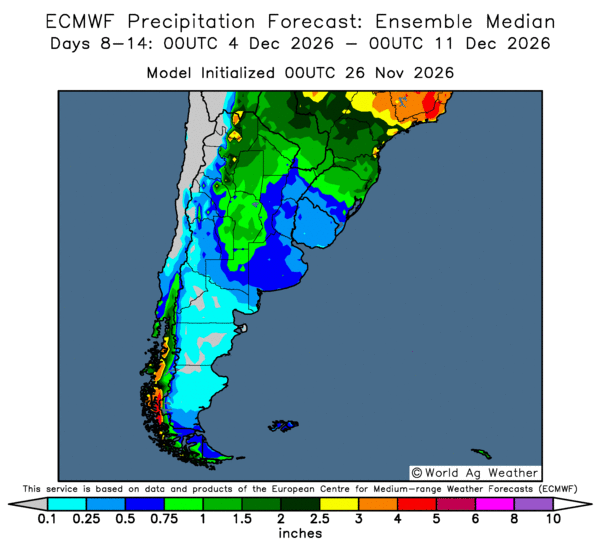 ECMWF Precipitation Forecast: Ensemble Median
Days 8-14: 00UTC 4 Dec 2026 - 00UTC 11 Dec 2026
Model Initialized 00UTC 26 Nov 2026
© World Ag Weather
This service is based on data and products of the European Centre for Medium-range Weather Forecasts (ECMWF)
0.1 0.25 0.5 0.75 1 1.5 2 2.5 3 4 5 6 8 10
inches